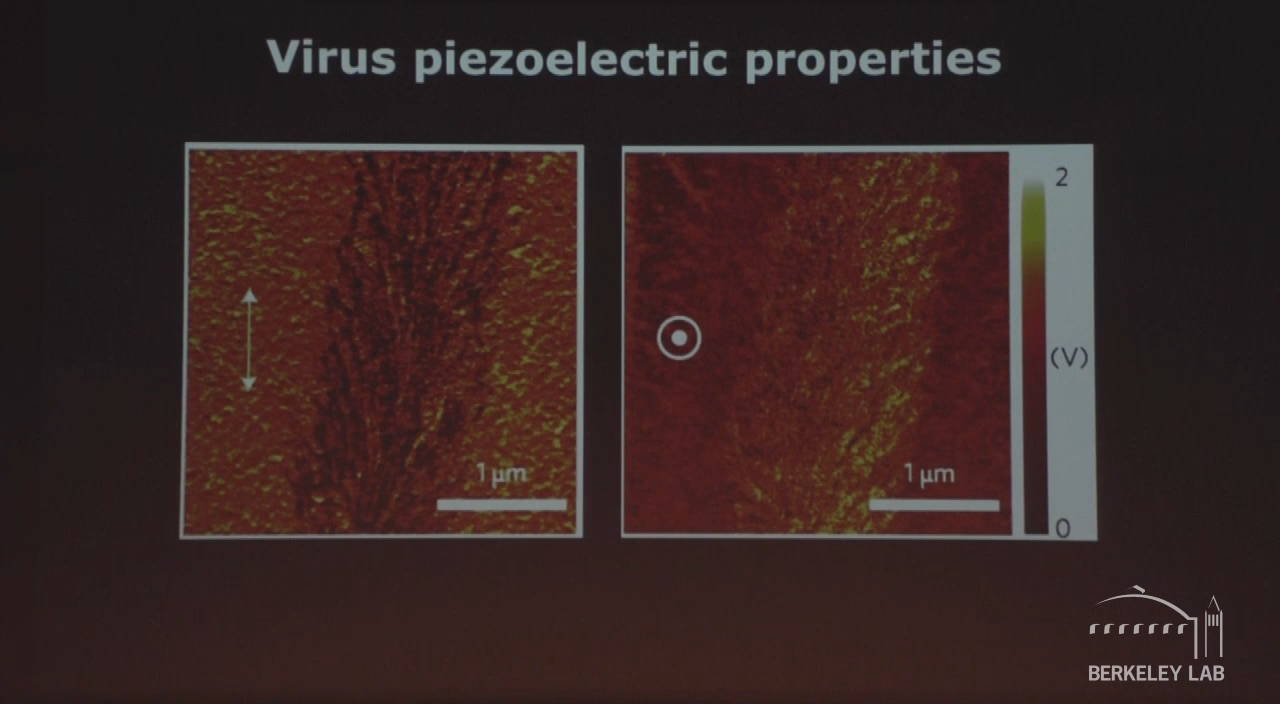 Virus piezoelectric properties
1 μm
1 μm
2
(V)
0
BERKELEY LAB